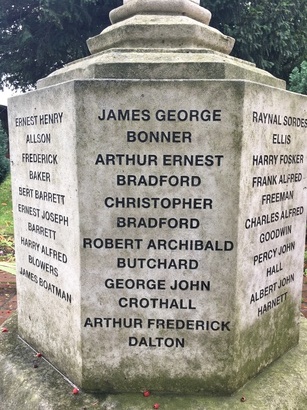 ERNEST HENRY
ALLSON
FREDERICK
BAKER
BERT BARRETT
ERNEST JOSEPH
BARRETT
HARRY ALFRED
BLOWERS
JAMES BOATMAN
JAMES GEORGE
BONNER
ARTHUR ERNEST
BRADFORD
CHRISTOPHER
BRADFORD
ROBERT ARCHIBALD
BUTCHARD
GEORGE JOHN
CROTHALL
ARTHUR FREDERICK
DALTON
RAYNAL SORDES
ELLIS
HARRY FOSKER
FRANK ALFRED
FREEMAN
CHARLES ALFRED
GOODWIN
PERCY JOHN
HALL
ALBERT JOHN
HARNETT